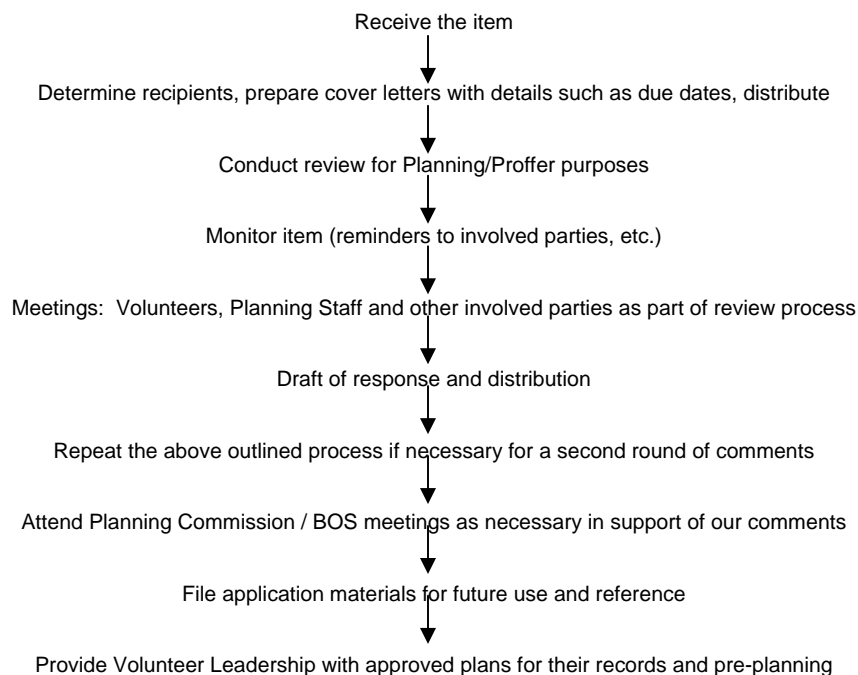 Receive the item
Determine recipients, prepare cover letters with details such as due dates, distribute
Conduct review for Planning/Proffer purposes
Monitor item (reminders to involved parties, etc.)
Meetings:  Volunteers, Planning Staff and other involved parties as part of review process
Draft of response and distribution
Repeat the above outlined process if necessary for a second round of comments
Attend Planning Commission / BOS meetings as necessary in support of our comments
File application materials for future use and reference
Provide Volunteer Leadership with approved plans for their records and pre-planning